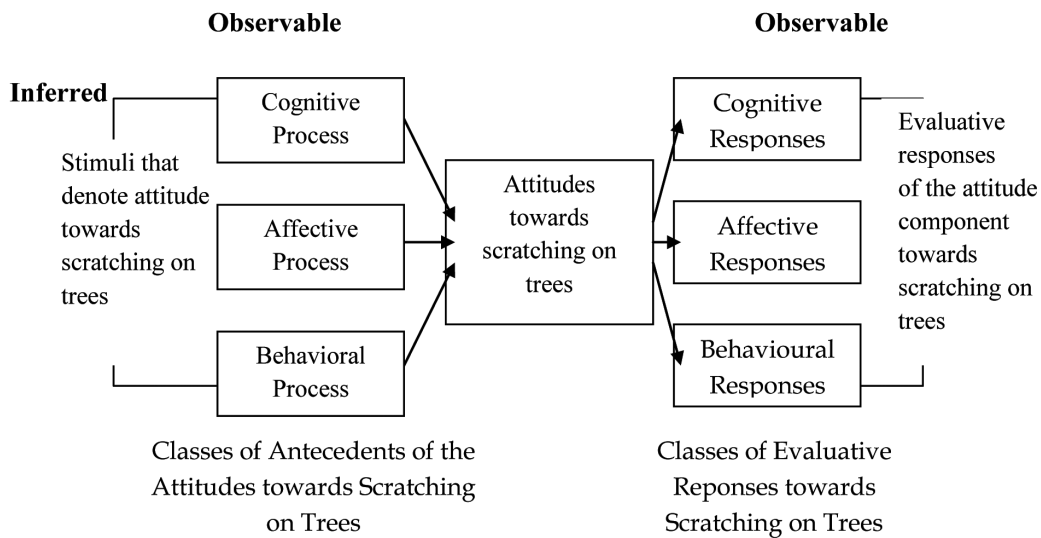 Observable
Observable
Inferred
Stimuli that
denote attitude
towards
scratching on
trees
Cognitive
Process
Affective
Process
Behavioral
Process
Attitudes
towards
scratching on
trees
Cognitive
Responses
Affective
Responses
Behavioural
Responses
Evaluative
responses
of the attitude
component
towards
scratching on
trees
Classes of Antecedents of the
Attitudes towards Scratching
on Trees
Classes of Evaluative
Reponses towards
Scratching on Trees